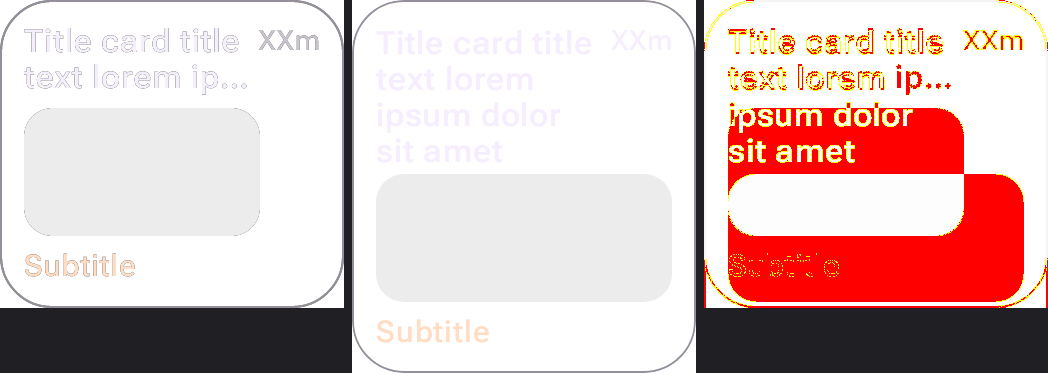 Title card title XXm
text lorem ip...
Subtitle
Title card title XXm
text lorem
ipsum dolor
sit amet
Subtitle
Title card title XXm
text lorem ip...
ipsum dolor
sit amet
Subtitle